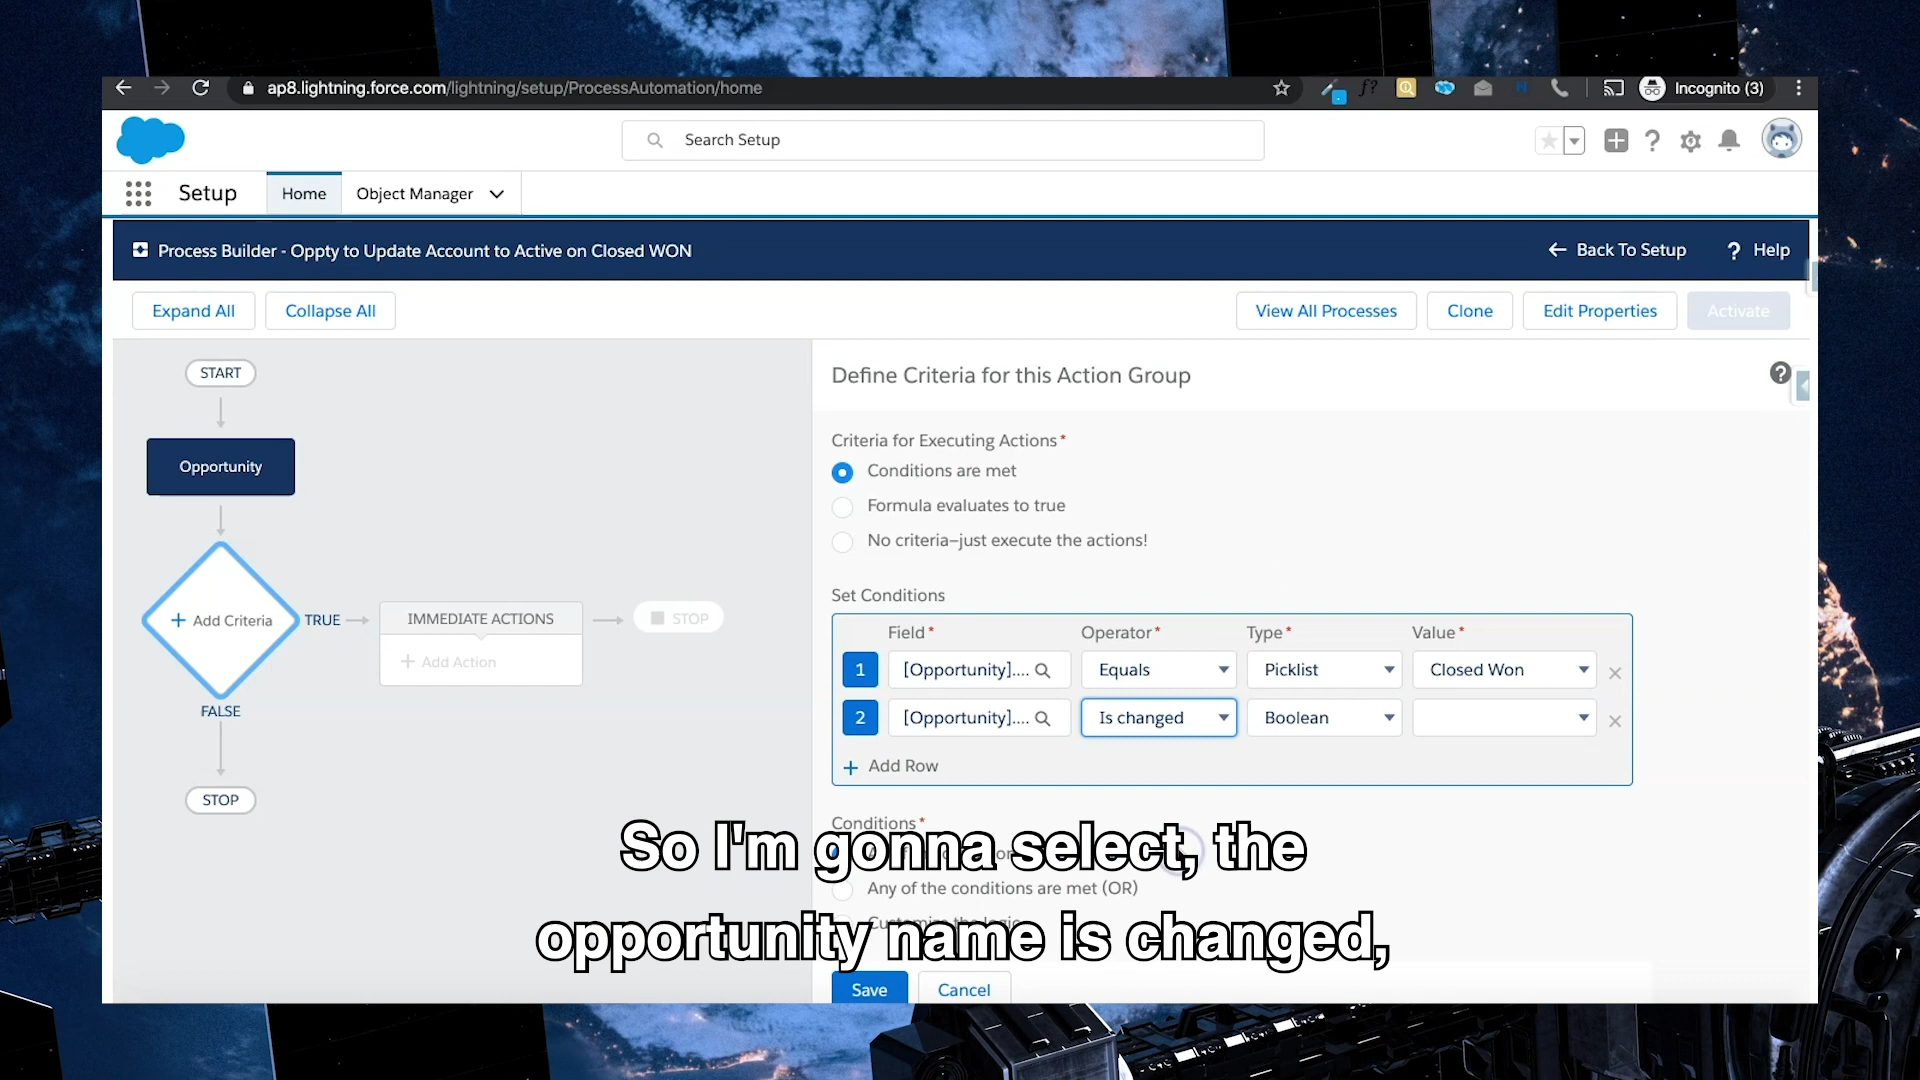 ap8.lightning.force.com/lightning/setup/ProcessAutomation/home
f?
Incognito (3)
Search Setup
Setup
Home
Object Manager
Process Builder - Oppty to Update Account to Active on Closed WON
Back To Setup
? Help
Expand All
Collapse All
View All Processes
Clone
Edit Properties
Activate
START
Opportunity
+ Add Criteria
TRUE
IMMEDIATE ACTIONS
+ Add Action
STOP
FALSE
STOP
Define Criteria for this Action Group
Criteria for Executing Actions*
Conditions are met
Formula evaluates to true
No criteria—just execute the actions!
Set Conditions
Field* Operator* Type* Value*
1 [Opportunity].... Equals Picklist Closed Won
2 [Opportunity].... Is changed Boolean
+ Add Row
Conditions*
Any of the conditions are met (OR)
Customize the logic
Save
Cancel
So I'm gonna select, the
opportunity name is changed,